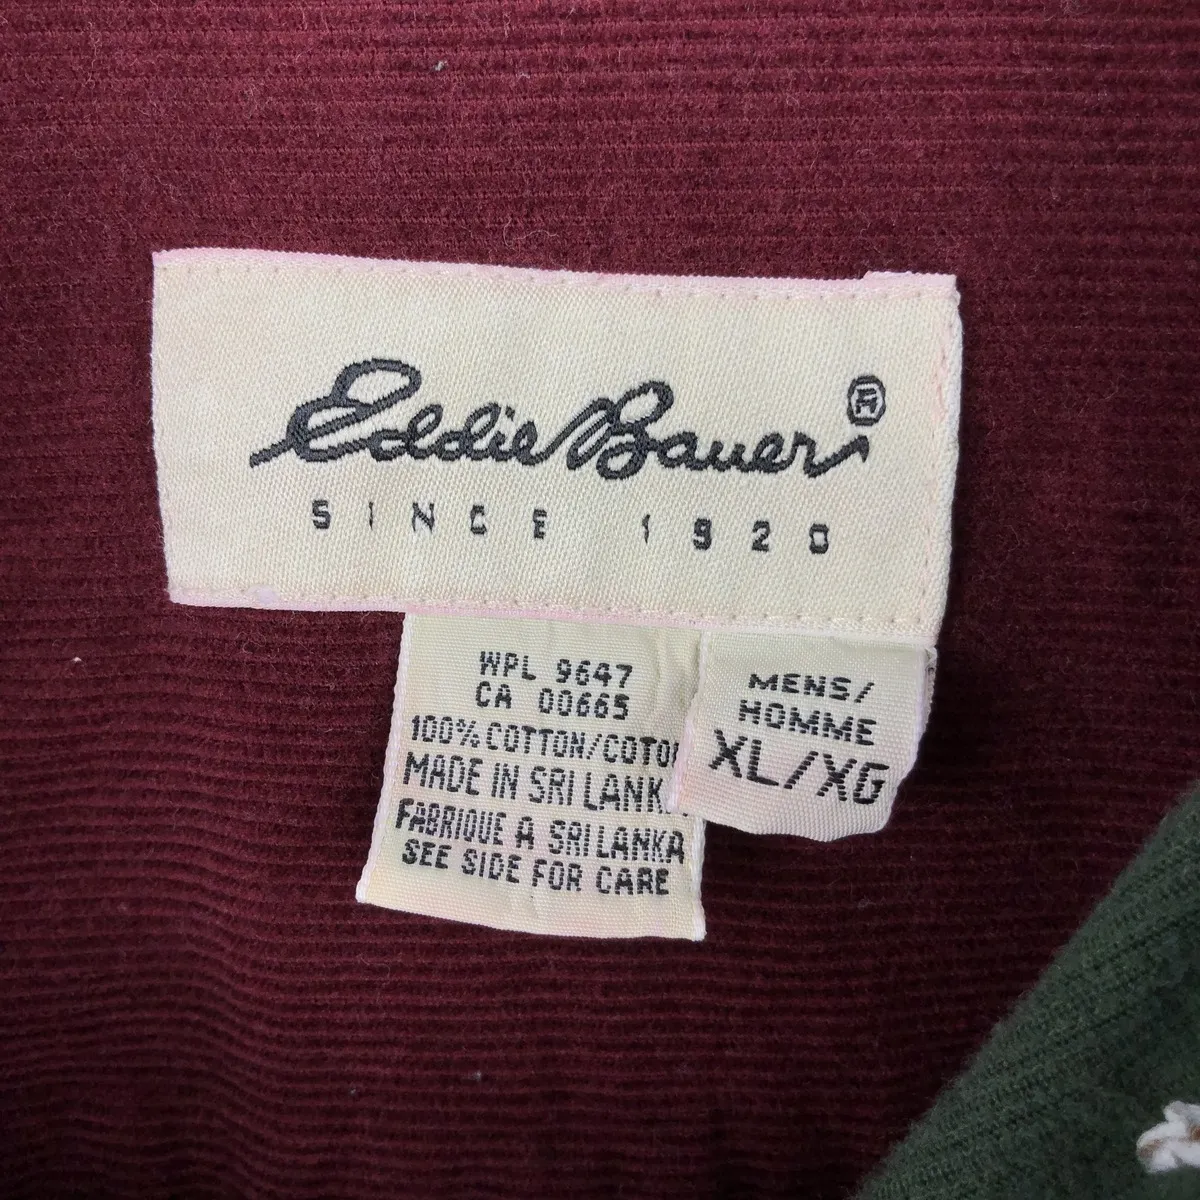 Eddie Bauer ®
SINCE 1920
WPL 9647
CA 00665
100% COTTON/COTO
MADE IN SRI LANK
FABRIQUE A SRI LANKA
SEE SIDE FOR CARE
MENS/
HOMME
XL/XG